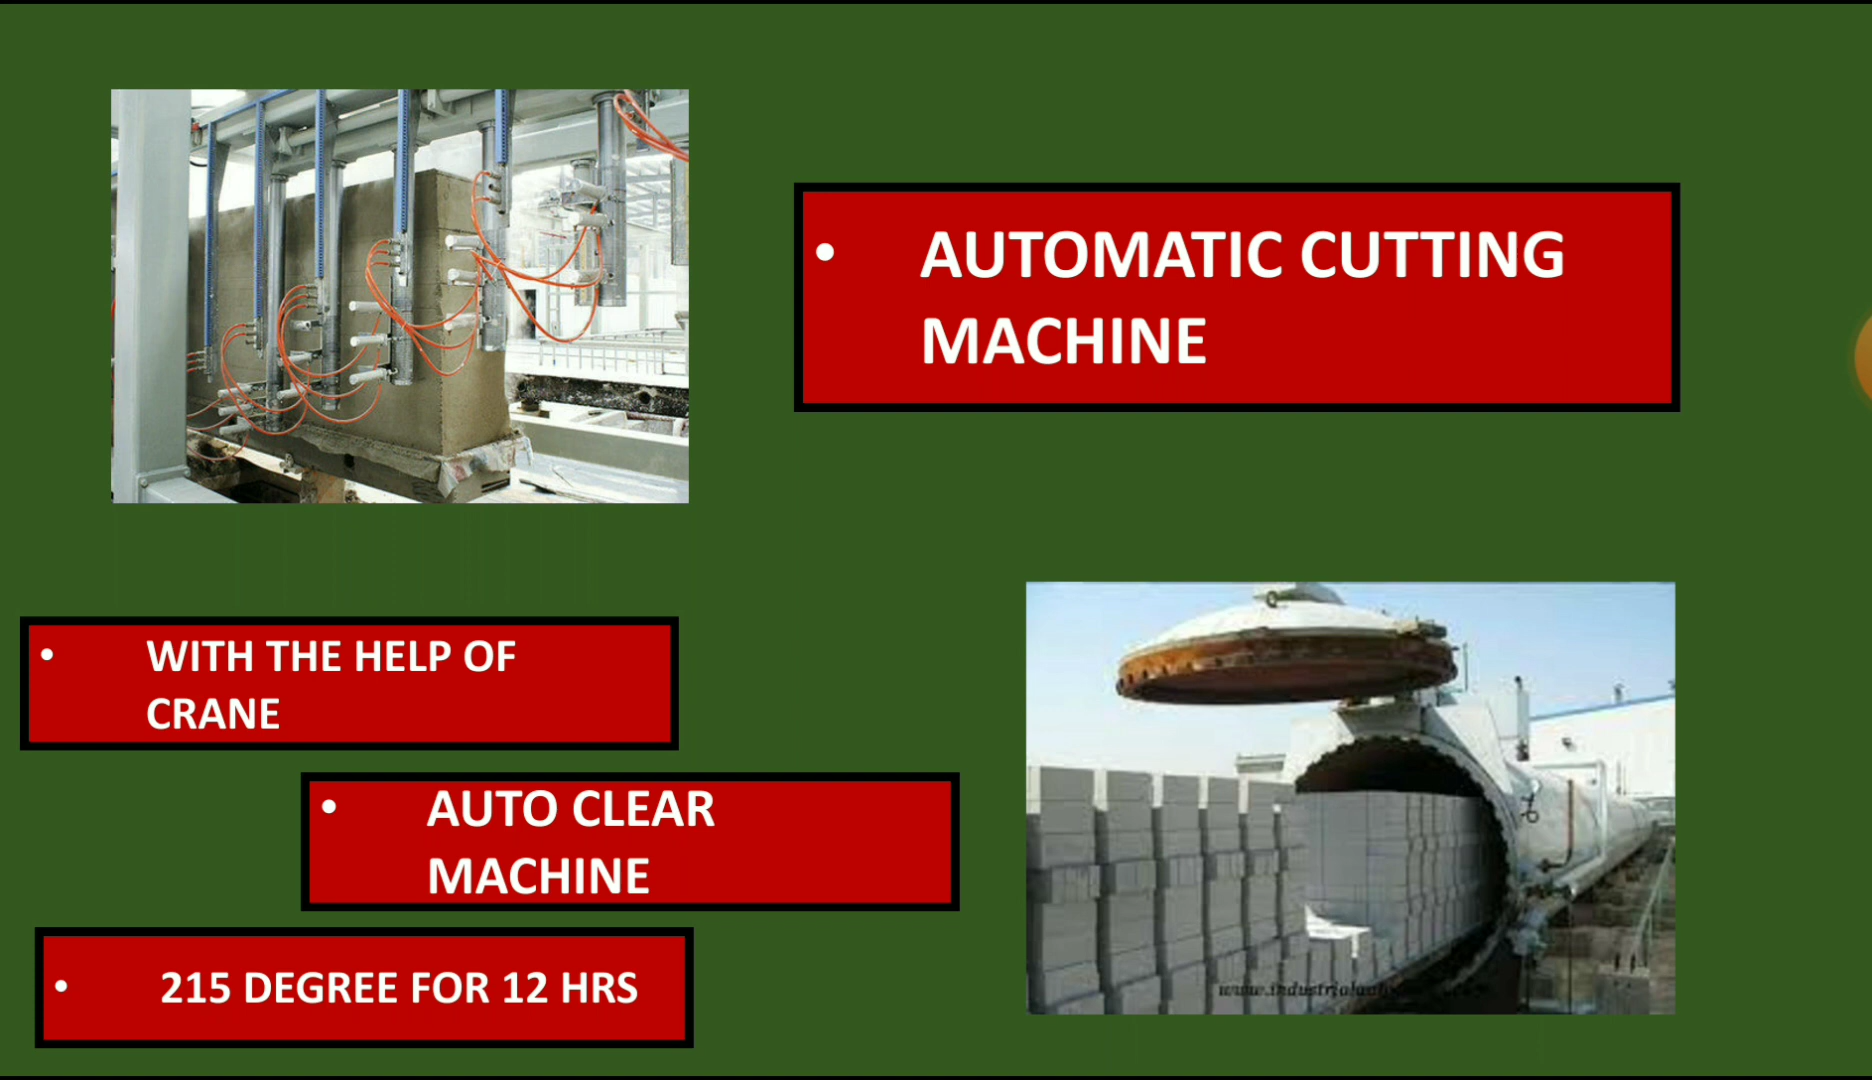 • AUTOMATIC CUTTING
MACHINE
• WITH THE HELP OF
CRANE
• AUTO CLEAR
MACHINE
• 215 DEGREE FOR 12 HRS